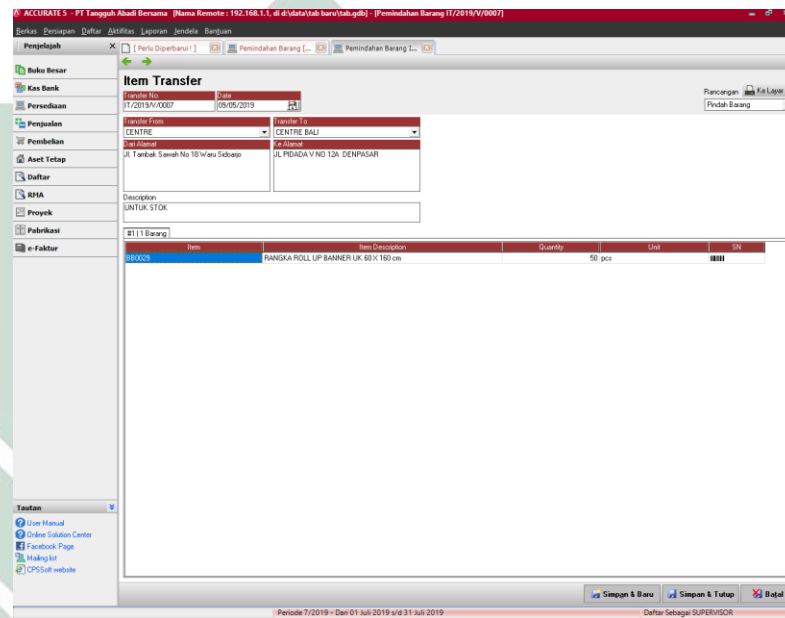 ACCURATE 5 - PT Tangguh Abadi Bersama [Nama Remote : 192.168.1.1, di d:\data\tab baru\tab.gdb] - [Pemindahan Barang IT/2019/V/0007]
Berkas Persiapan Daftar Aktifitas Laporan Jendela Bantuan
Penjelajah X [ Perlu Diperbarui ! ] Pemindahan Barang [... Pemindahan Barang I...
Buku Besar
Kas Bank
Persediaan
Penjualan
Pembelian
Aset Tetap
Daftar
RMA
Proyek
Pabrikasi
e-Faktur
Item Transfer
Rancangan Ke Layar
Pindah Barang
Transfer No. Date
IT/2019/V/0007 09/05/2019
Transfer From Transfer To
CENTRE CENTRE BALI
Dari Alamat Ke Alamat
Jl. Tambak Sawah No 18 Waru Sidoarjo JL PIDADA V NO 12A DENPASAR
Description
UNTUK STOK
#1 | 1 Barang
Item Item Description Quantity Unit SN
BB0029 RANGKA ROLL UP BANNER UK 60 X 160 cm 50 pcs
Tautan
User Manual
Online Solution Center
Facebook Page
Mailing list
CPSSoft website
Simpan & Baru Simpan & Tutup Batal
Periode 7/2019 - Dari 01 Juli 2019 s/d 31 Juli 2019 Daftar Sebagai SUPERVISOR